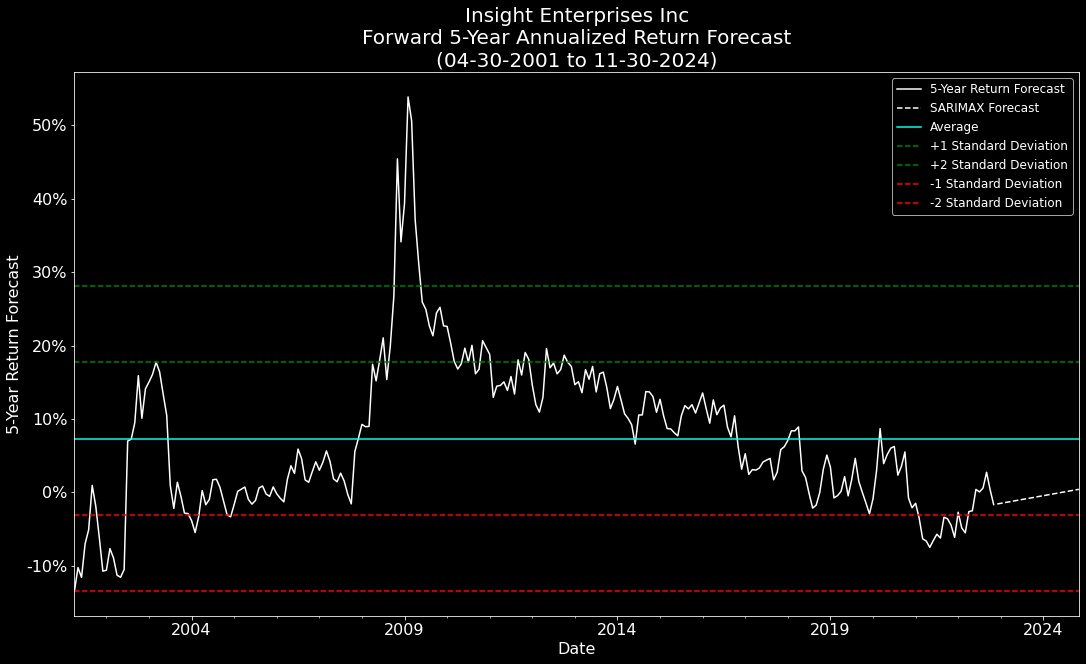 Insight Enterprises Inc
Forward 5-Year Annualized Return Forecast
(04-30-2001 to 11-30-2024)
5-Year Return Forecast
SARIMAX Forecast
Average
+1 Standard Deviation
+2 Standard Deviation
-1 Standard Deviation
-2 Standard Deviation
5-Year Return Forecast
50%
40%
30%
20%
10%
0%
-10%
2004
2009
2014
2019
2024
Date